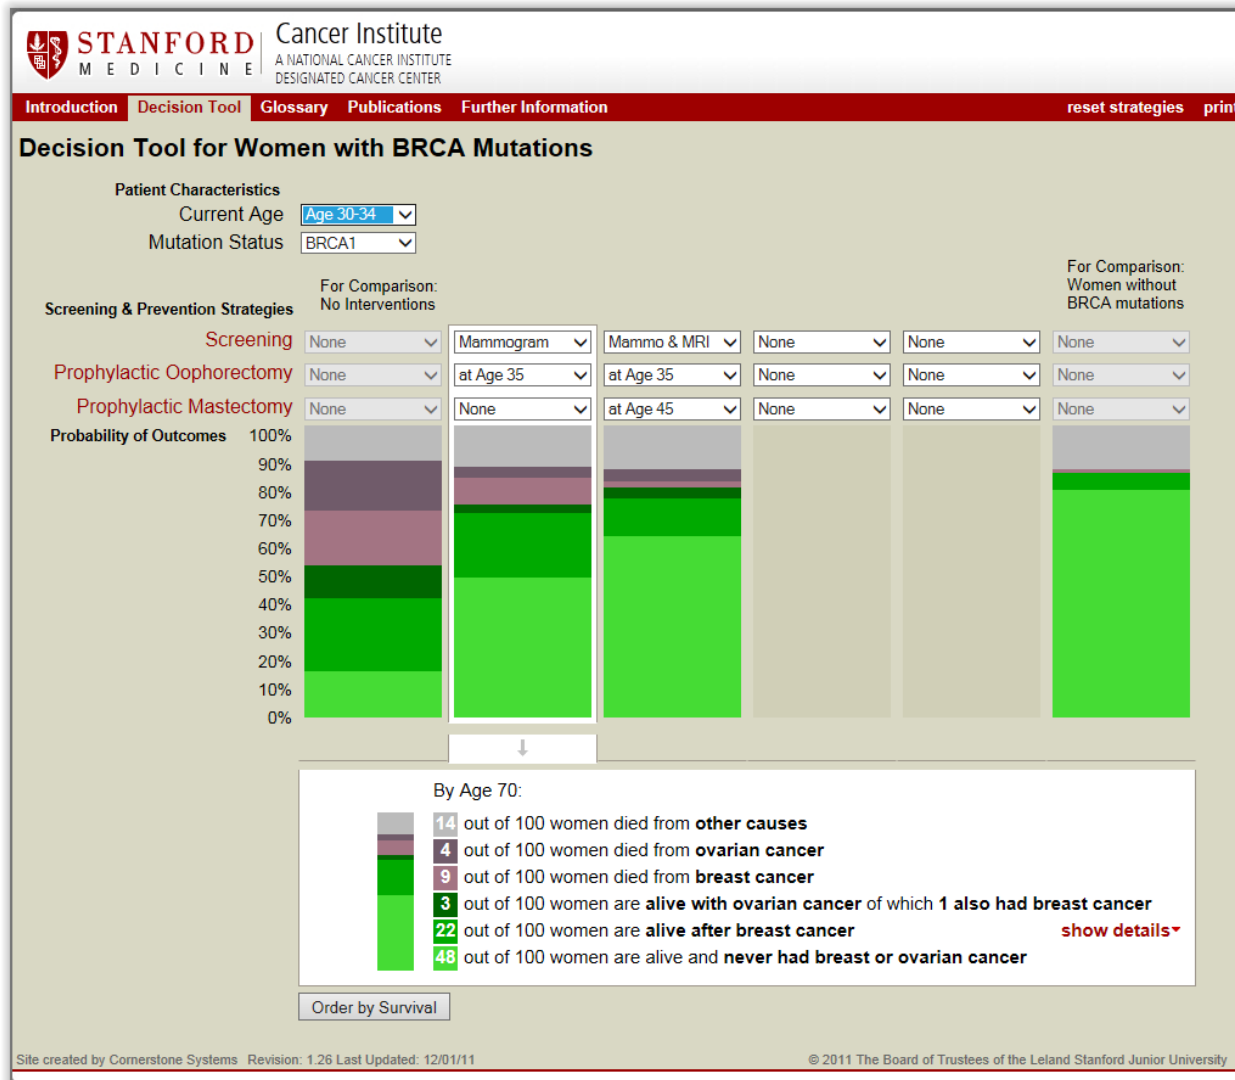 STANFORD
MEDICINE
Cancer Institute
A NATIONAL CANCER INSTITUTE
DESIGNATED CANCER CENTER
Introduction Decision Tool Glossary Publications Further Information reset strategies print
Decision Tool for Women with BRCA Mutations
Patient Characteristics
Current Age Age 30-34
Mutation Status BRCA1
For Comparison:
No Interventions
For Comparison:
Women without
BRCA mutations
Screening & Prevention Strategies
Screening None Mammogram Mammo & MRI None None None
Prophylactic Oophorectomy None at Age 35 at Age 35 None None None
Prophylactic Mastectomy None None at Age 45 None None None
Probability of Outcomes 100%
90%
80%
70%
60%
50%
40%
30%
20%
10%
0%
By Age 70:
14 out of 100 women died from other causes
4 out of 100 women died from ovarian cancer
9 out of 100 women died from breast cancer
3 out of 100 women are alive with ovarian cancer of which 1 also had breast cancer
22 out of 100 women are alive after breast cancer show details
48 out of 100 women are alive and never had breast or ovarian cancer
Order by Survival
Site created by Cornerstone Systems Revision: 1.26 Last Updated: 12/01/11 © 2011 The Board of Trustees of the Leland Stanford Junior University